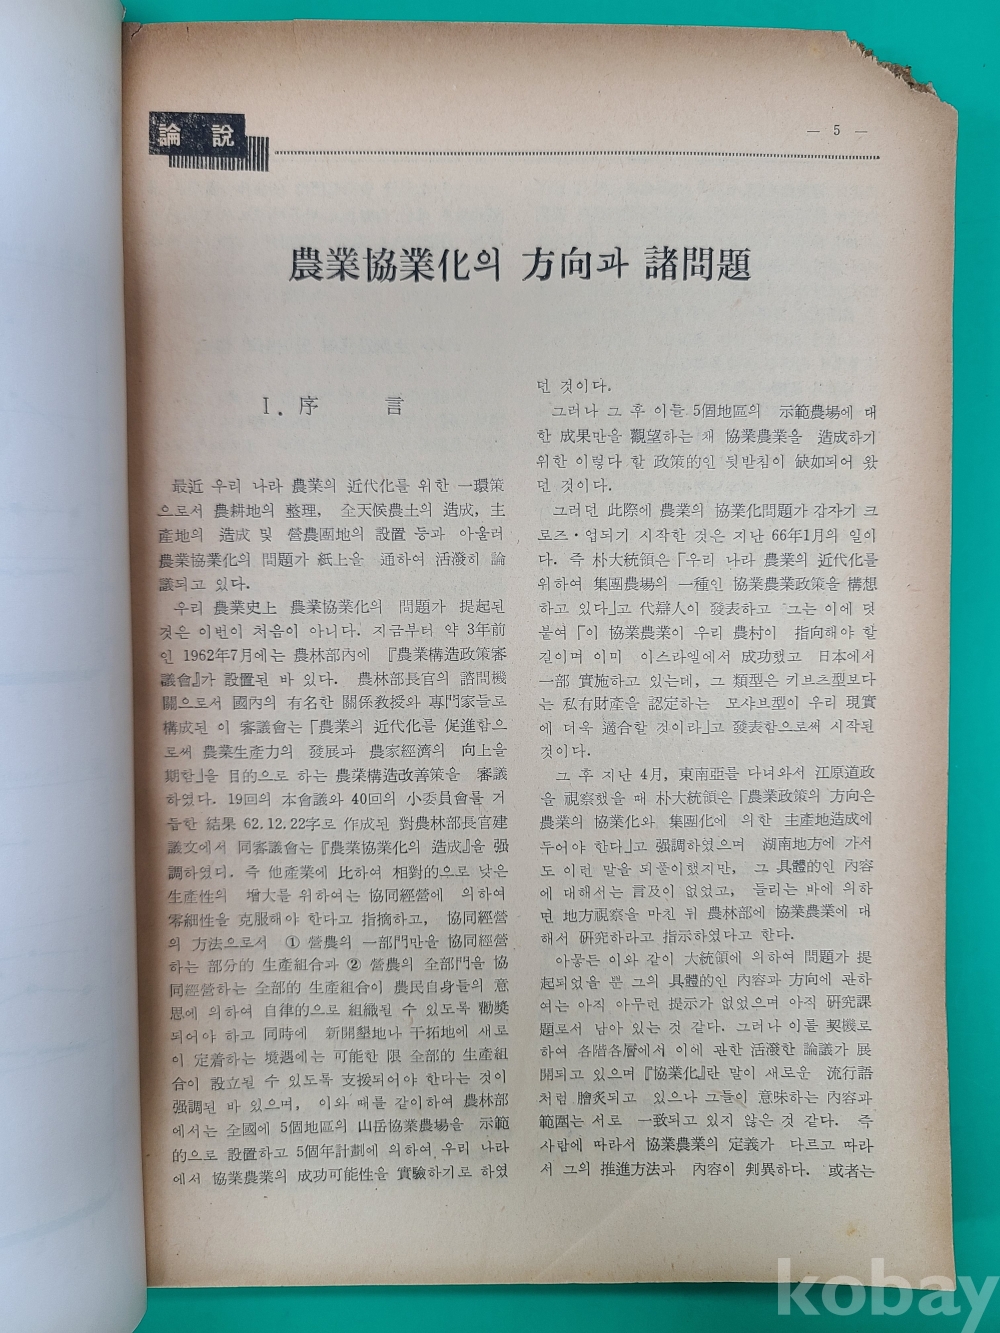 論 說
— 5 —
農業協業化의 方向과 諸問題
Ⅰ. 序 言
最近 우리 나라 農業의 近代化를 위한 一環策
으로서 農耕地의 整理, 全天候農土의 造成, 主
產地의 造成 및 營農團地의 設置 등과 아울러
農業協業化의 問題가 紙上을 通하여 活潑히 論
議되고 있다.
우리 農業史上 農業協業化의 問題가 提起된
것은 이번이 처음이 아니다. 지금부터 약 3年前
인 1962年7月에는 農林部內에 『農業構造政策審
議會』가 設置된 바 있다. 農林部長官의 諮問機
關으로서 國內의 有名한 關係敎授와 專門家들로
構成된 이 審議會는 「農業의 近代化를 促進함으
로써 農業生產力의 發展과 農家經濟의 向上을
期함」을 目的으로 하는 農業構造改善策을 審議
하였다. 19回의 本會議와 40回의 小委員會를 거
듭한 結果 62.12.22字로 作成된 對農林部長官建
議文에서 同審議會는 『農業協業化의 造成』을 强
調하였다. 즉 他產業에 比하여 相對的으로 낮은
生產性의 增大를 위하여는 協同經營에 의하여
零細性을 克服해야 한다고 指摘하고, 協同經營
의 方法으로서 ① 營農의 一部門만을 協同經營
하는 部分的 生產組合과 ② 營農의 全部門을 協
同經營하는 全部的 生產組合이 農民自身들의 意
思에 의하여 自律的으로 組織될 수 있도록 勸獎
되어야 하고 同時에 新開墾地나 干拓地에 새로
이 定着하는 境遇에는 可能한 限 全部的 生產組
合이 設立될 수 있도록 支援되어야 한다는 것이
强調된 바 있으며, 이와 때를 같이하여 農林部
에서는 全國에 5個地區의 山岳協業農場을 示範
的으로 設置하고 5個年計劃에 의하여 우리 나라
에서 協業農業의 成功可能性을 實驗하기로 하였
던 것이다.
그러나 그 후 이들 5個地區의 示範農場에 대
한 成果만을 觀望하는 채 協業農業을 造成하기
위한 이렇다 할 政策的인 뒷받침이 缺如되어 왔
던 것이다.
그러던 此際에 農業의 協業化問題가 갑자기 크
로즈·업되기 시작한 것은 지난 66年1月의 일이
다. 즉 朴大統領은 「우리 나라 農業의 近代化를
위하여 集團農場의 一種인 協業農業政策을 構想
하고 있다」고 代辯人이 發表하고 그는 이에 덧
붙여 「이 協業農業이 우리 農村이 指向해야 할
길이며 이미 이스라엘에서 成功했고 日本에서
一部 實施하고 있는데, 그 類型은 키브츠型보다
는 私有財產을 認定하는 모샤브型이 우리 現實
에 더욱 適合할 것이라」고 發表함으로써 시작된
것이다.
그 후 지난 4月, 東南亞를 다녀와서 江原道政
을 視察했을 때 朴大統領은 「農業政策의 方向은
農業의 協業化와 集團化에 의한 主產地造成에
두어야 한다」고 强調하였으며 湖南地方에 가서
도 이런 말을 되풀이했지만, 그 具體的인 內容
에 대해서는 言及이 없었고, 들리는 바에 의하
면 地方視察을 마친 뒤 農林部에 協業農業에 대
해서 硏究하라고 指示하였다고 한다.
아뭏든 이와 같이 大統領에 의하여 問題가 提
起되었을 뿐 그의 具體的인 內容과 方向에 관하
여는 아직 아무런 提示가 없었으며 아직 硏究課
題로서 남아 있는 것 같다. 그러나 이를 契機로
하여 各階各層에서 이에 관한 活潑한 論議가 展
開되고 있으며 『協業化』란 말이 새로운 流行語
처럼 膾炙되고 있으나 그들이 意味하는 內容과
範圍는 서로 一致되고 있지 않은 것 같다. 즉
사람에 따라서 協業農業의 定義가 다르고 따라
서 그의 推進方法과 內容이 判異하다. 或者는
kobay